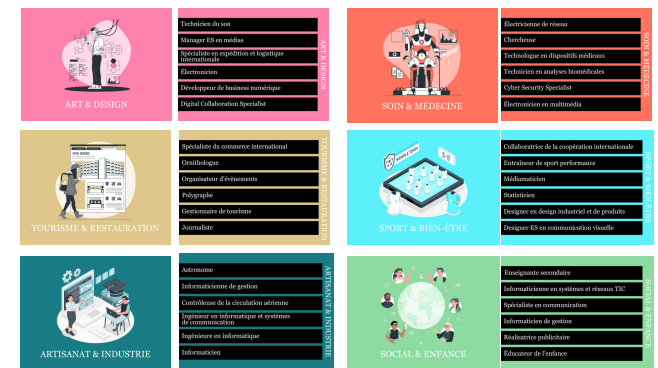 ART & DESIGN
Technicien du son
Manager ES en médias
Spécialiste en expédition et logistique
internationale
Électronicien
Développeur de business numérique
Digital Collaboration Specialist
ART & DESIGN
SOIN & MÉDECINE
Électricienne de réseau
Chercheuse
Technologue en dispositifs médicaux
Technicien en analyses biomédicales
Cyber Security Specialist
Électronicien en multimédia
SOIN & MÉDECINE
TOURISME & RESTAURATION
Spécialiste du commerce international
Ornithologue
Organisateur d'évènements
Polygraphe
Gestionnaire de tourisme
Journaliste
TOURISME & RESTAURATION
SPORT & BIEN-ÊTRE
Collaboratrice de la coopération internationale
Entraîneur de sport performance
Médiamaticien
Statisticien
Designer en design industriel et de produits
Designer ES en communication visuelle
SPORT & BIEN-ÊTRE
ARTISANAT & INDUSTRIE
Astronome
Informaticienne de gestion
Contrôleuse de la circulation aérienne
Ingénieur en informatique et systèmes
de communication
Ingénieure en informatique
Informaticien
ARTISANAT & INDUSTRIE
SOCIAL & ENFANCE
Enseignante secondaire
Informaticienne en systèmes et réseaux TIC
Spécialiste en communication
Informaticien de gestion
Réalisatrice publicitaire
Éducateur de l'enfance
SOCIAL & ENFANCE